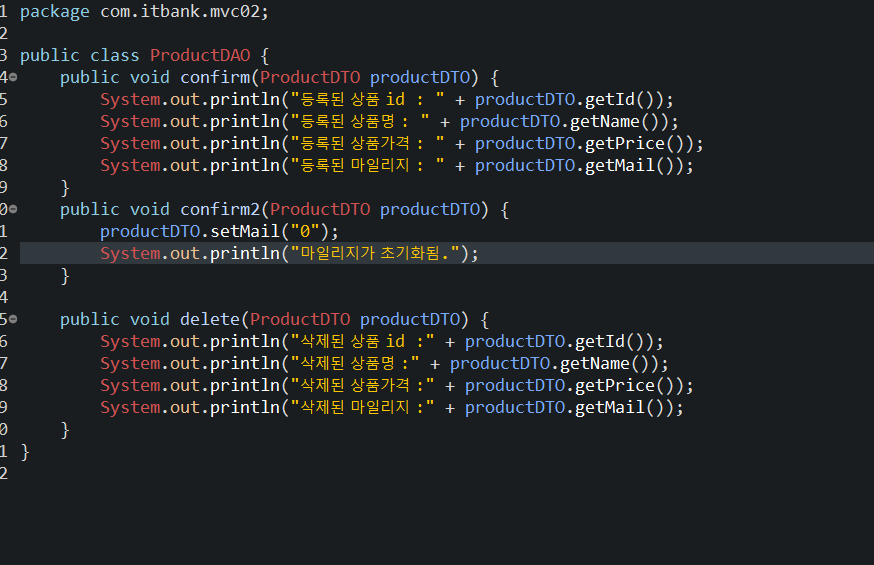 1 package com.itbank.mvc02;
2
3 public class ProductDAO {
4 public void confirm(ProductDTO productDTO) {
5 System.out.println("등록된 상품 id : " + productDTO.getId());
6 System.out.println("등록된 상품명 : " + productDTO.getName());
7 System.out.println("등록된 상품가격 : " + productDTO.getPrice());
8 System.out.println("등록된 마일리지 : " + productDTO.getMail());
9 }
0 public void confirm2(ProductDTO productDTO) {
1 productDTO.setMail("0");
2 System.out.println("마일리지가 초기화됨.");
3 }
4
5 public void delete(ProductDTO productDTO) {
6 System.out.println("삭제된 상품 id :" + productDTO.getId());
7 System.out.println("삭제된 상품명 :" + productDTO.getName());
8 System.out.println("삭제된 상품가격 :" + productDTO.getPrice());
9 System.out.println("삭제된 마일리지 :" + productDTO.getMail());
0 }
1 }
2